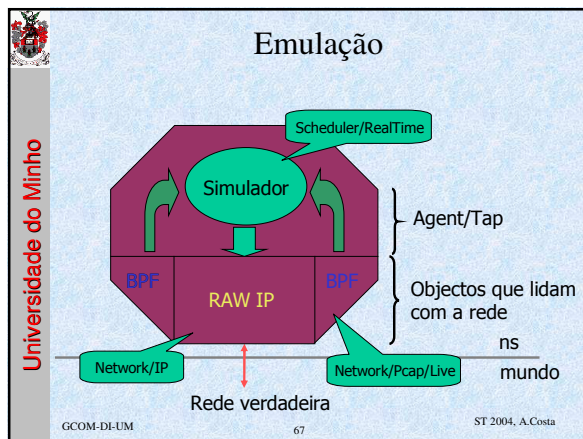 Emulação
Universidade do Minho
Scheduler/RealTime
Simulador
Agent/Tap
BPF
RAW IP
BPF
Objectos que lidam
com a rede
ns
mundo
Network/IP
Network/Pcap/Live
Rede verdadeira
GCOM-DI-UM
67
ST 2004, A.Costa